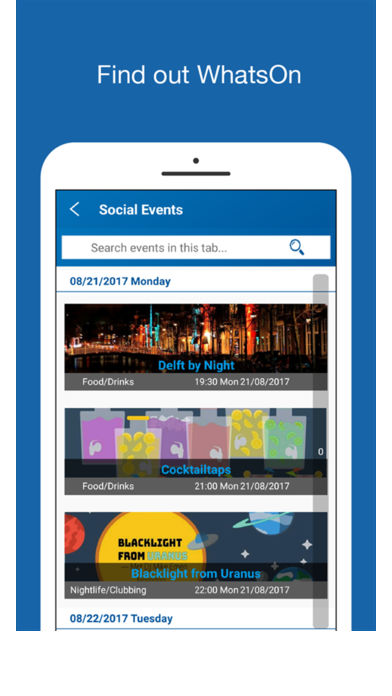 Find out WhatsOn
Social Events
Search events in this tab...
08/21/2017 Monday
Delft by Night
Food/Drinks 19:30 Mon 21/08/2017
0
Cocktailtaps
Food/Drinks 21:00 Mon 21/08/2017
BLACKLIGHT
FROM URANUS
Blacklight from Uranus
Nightlife/Clubbing 22:00 Mon 21/08/2017
08/22/2017 Tuesday